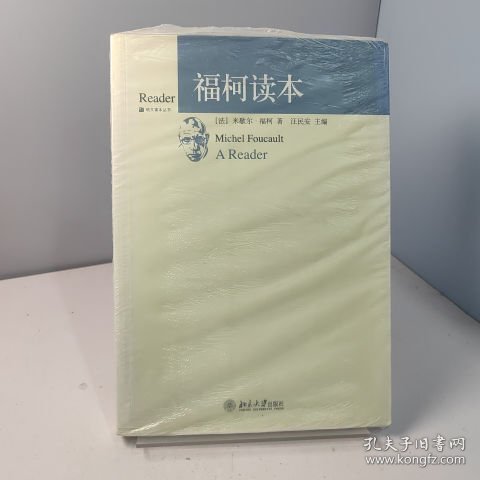 Reader
福柯读本
[法] 米歇尔·福柯 著 汪民安 主编
Michel Foucault
A Reader
北京大学出版社
孔夫子旧书网
www.kongfz.com